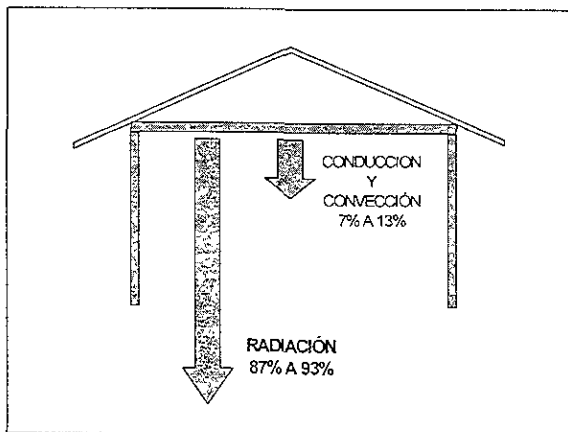 CONDUCCION
Y
CONVECCIÓN
7% A 13%
RADIACIÓN
87% A 93%